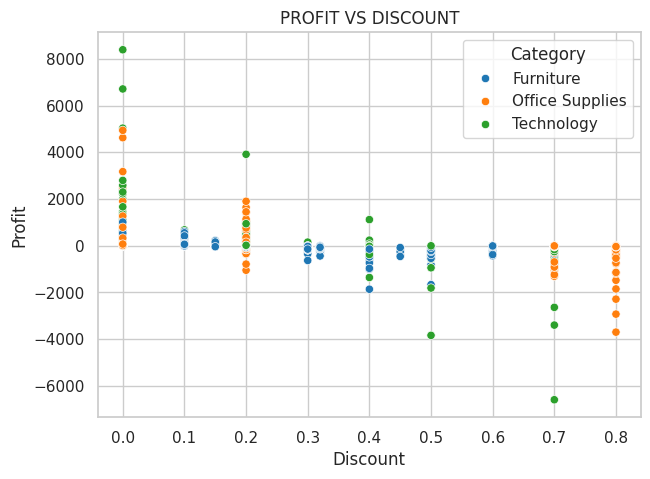 PROFIT VS DISCOUNT
Category
Furniture
Office Supplies
Technology
Profit
8000
6000
4000
2000
0
−2000
−4000
−6000
0.0 0.1 0.2 0.3 0.4 0.5 0.6 0.7 0.8
Discount